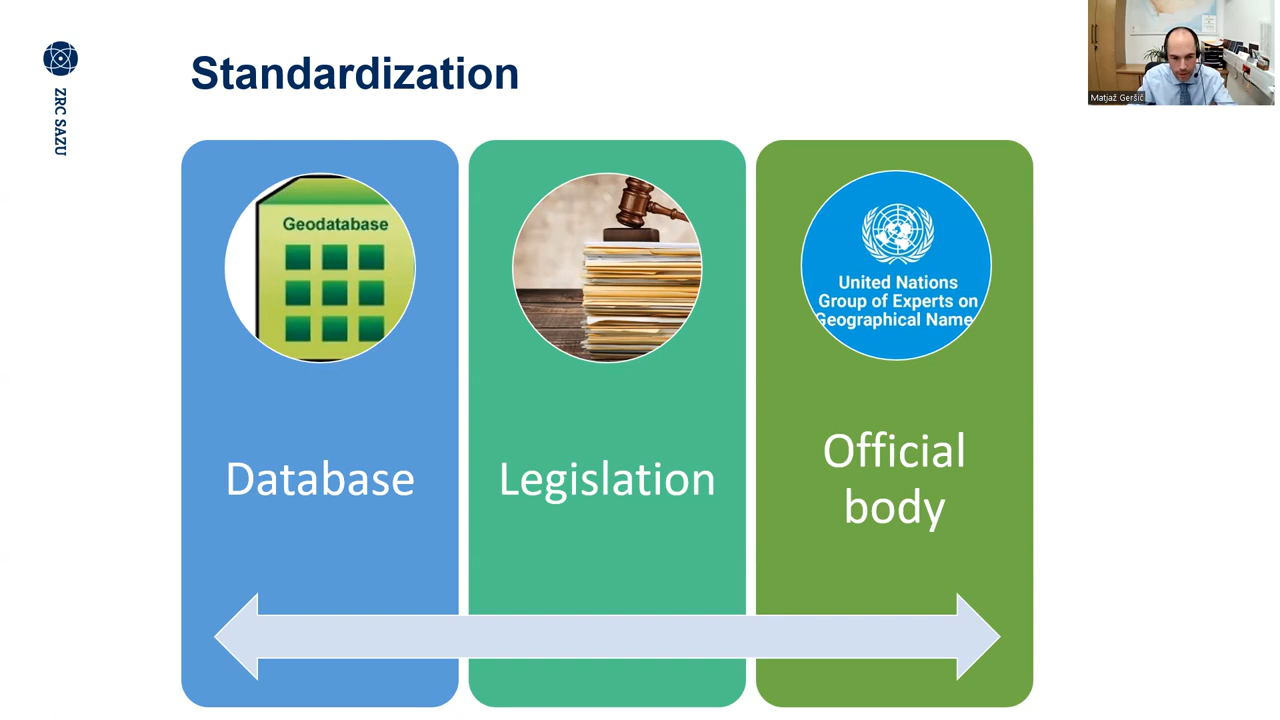 ZRC SAZU
Standardization
Matjaž Geršič
Geodatabase
United Nations
Group of Experts on
Geographical Name
Database
Legislation
Official
body